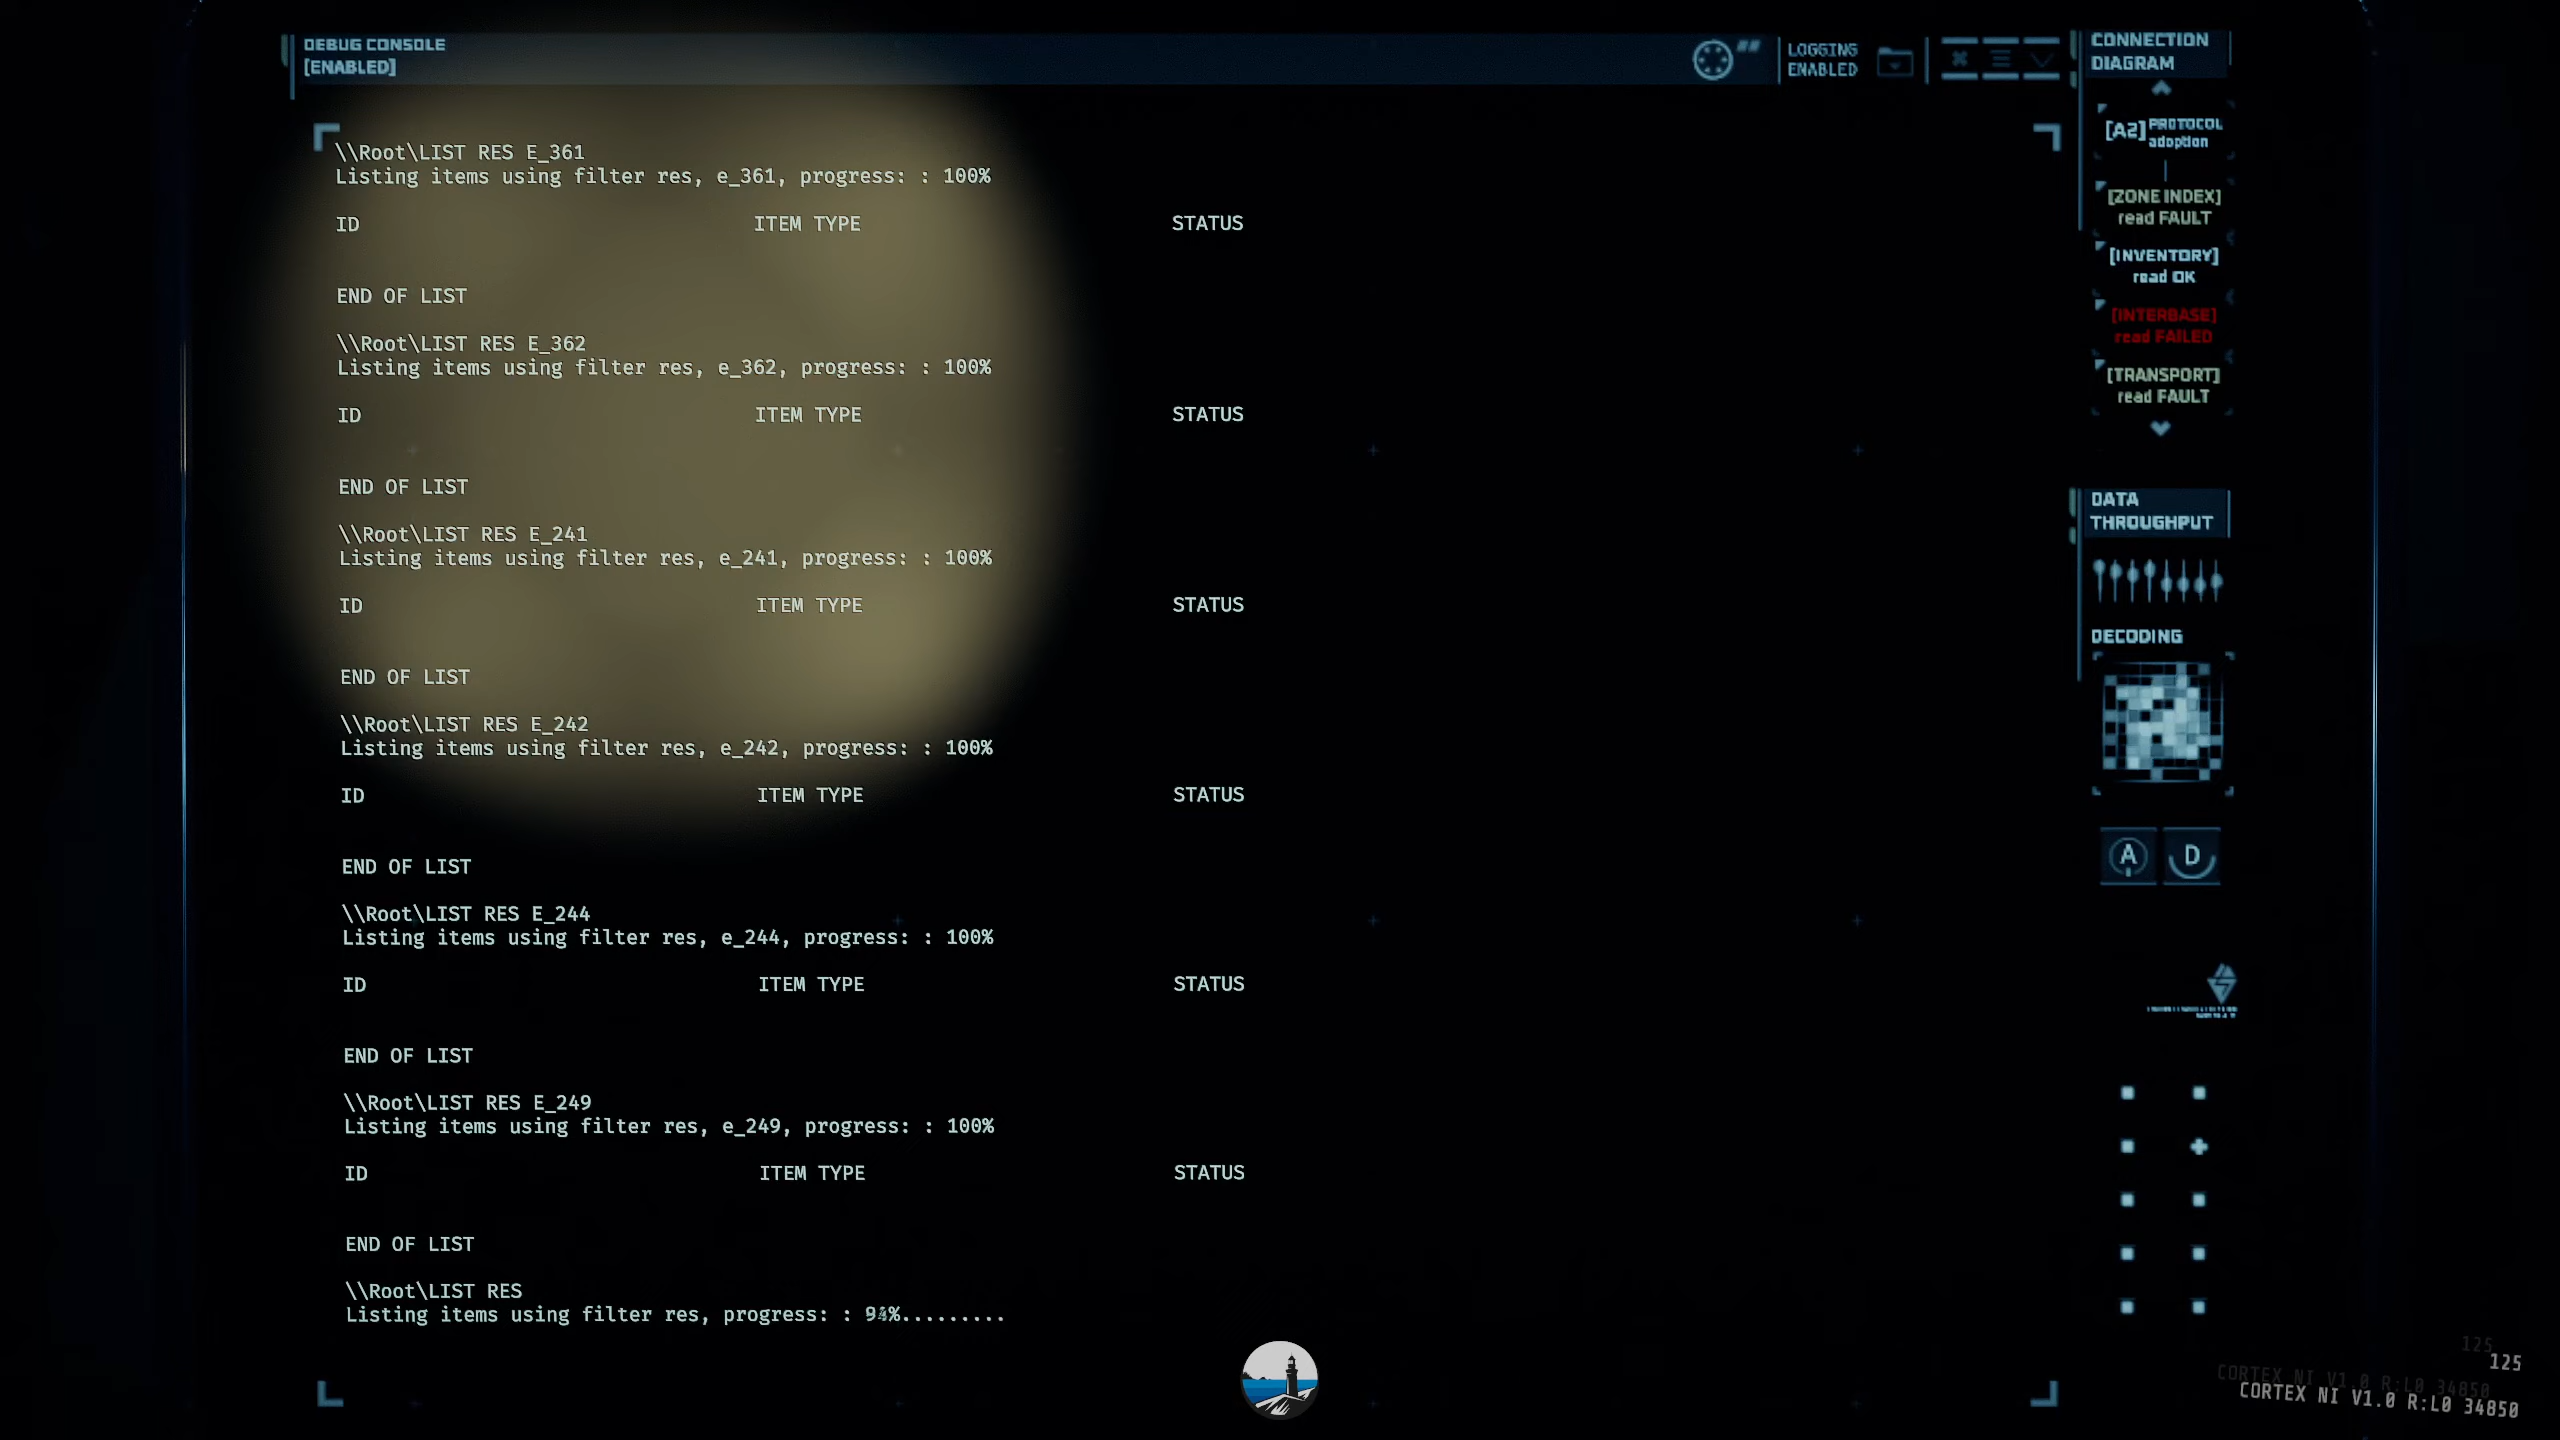 DEBUG CONSOLE
[ENABLED]
LOGGING
ENABLED
\\Root\LIST RES E_361
Listing items using filter res, e_361, progress: : 100%
ID ITEM TYPE STATUS
END OF LIST
\\Root\LIST RES E_362
Listing items using filter res, e_362, progress: : 100%
ID ITEM TYPE STATUS
END OF LIST
\\Root\LIST RES E_241
Listing items using filter res, e_241, progress: : 100%
ID ITEM TYPE STATUS
END OF LIST
\\Root\LIST RES E_242
Listing items using filter res, e_242, progress: : 100%
ID ITEM TYPE STATUS
END OF LIST
\\Root\LIST RES E_244
Listing items using filter res, e_244, progress: : 100%
ID ITEM TYPE STATUS
END OF LIST
\\Root\LIST RES E_249
Listing items using filter res, e_249, progress: : 100%
ID ITEM TYPE STATUS
END OF LIST
\\Root\LIST RES
Listing items using filter res, progress: :
CONNECTION
DIAGRAM
[A2] PROTOCOL
adoption
[ZONE INDEX]
read FAULT
[INVENTORY]
read OK
[INTERBASE]
read FAILED
[TRANSPORT]
read FAULT
DATA
THROUGHPUT
DECODING
A D
125
125
CORTEX NI V1.0 R:L0 34850
CORTEX NI V1.0 R:L0 34850